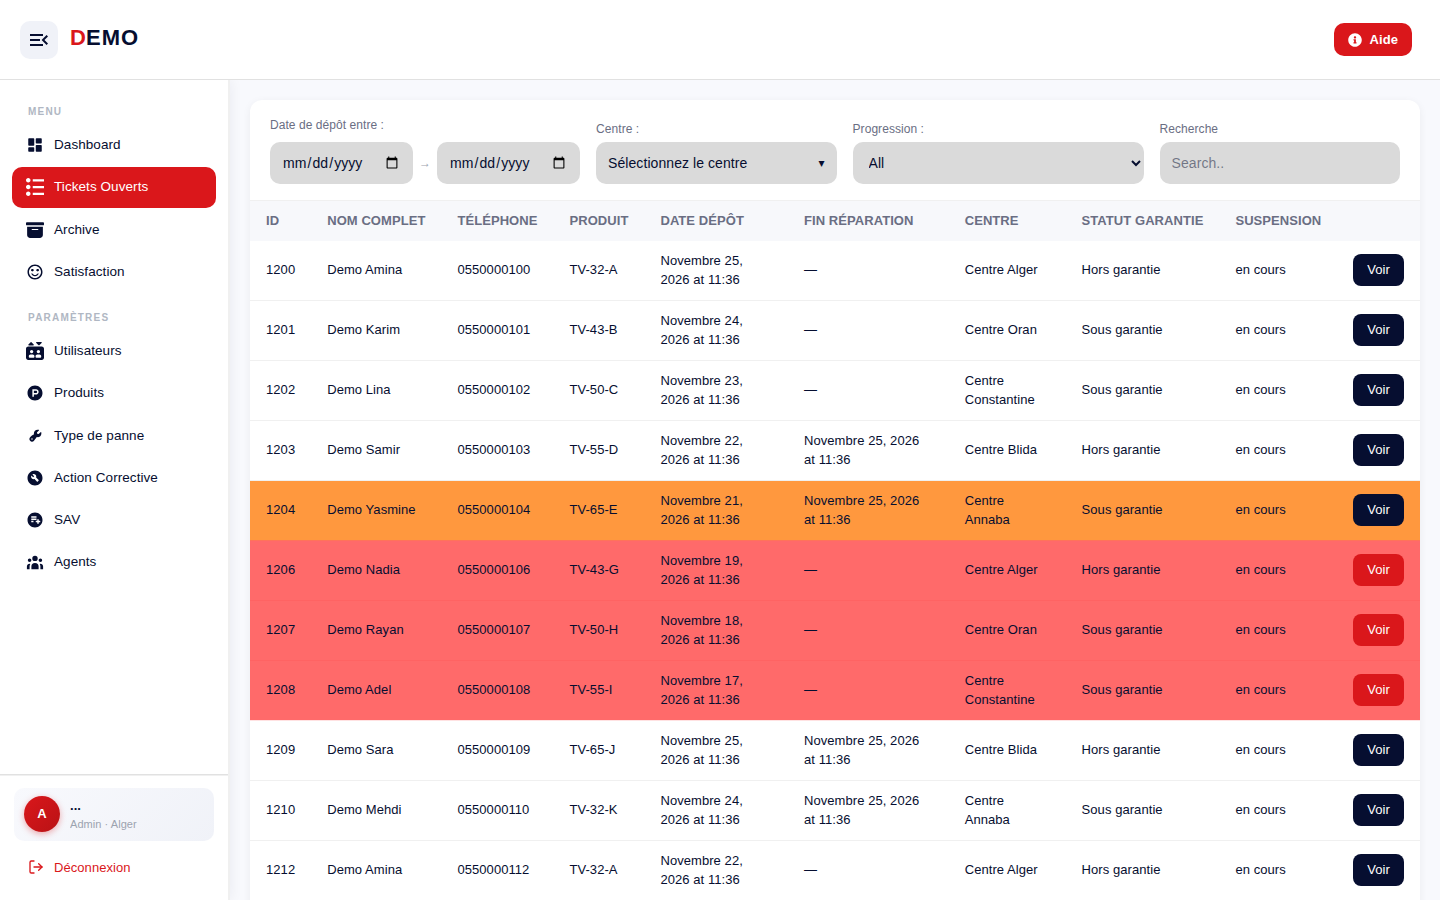 DEMO
Aide
MENU
Dashboard
Tickets Ouverts
Archive
Satisfaction
PARAMÈTRES
Utilisateurs
Produits
Type de panne
Action Corrective
SAV
Agents
A
...
Admin · Alger
Déconnexion
Date de dépôt entre :
mm/dd/yyyy → mm/dd/yyyy
Centre :
Sélectionnez le centre
Progression :
All
Recherche
Search..
ID NOM COMPLET TÉLÉPHONE PRODUIT DATE DÉPÔT FIN RÉPARATION CENTRE STATUT GARANTIE SUSPENSION
1200 Demo Amina 0550000100 TV-32-A Novembre 25, 2026 at 11:36 — Centre Alger Hors garantie en cours Voir
1201 Demo Karim 0550000101 TV-43-B Novembre 24, 2026 at 11:36 — Centre Oran Sous garantie en cours Voir
1202 Demo Lina 0550000102 TV-50-C Novembre 23, 2026 at 11:36 — Centre Constantine Sous garantie en cours Voir
1203 Demo Samir 0550000103 TV-55-D Novembre 22, 2026 at 11:36 Novembre 25, 2026 at 11:36 Centre Blida Hors garantie en cours Voir
1204 Demo Yasmine 0550000104 TV-65-E Novembre 21, 2026 at 11:36 Novembre 25, 2026 at 11:36 Centre Annaba Sous garantie en cours Voir
1206 Demo Nadia 0550000106 TV-43-G Novembre 19, 2026 at 11:36 — Centre Alger Hors garantie en cours Voir
1207 Demo Rayan 0550000107 TV-50-H Novembre 18, 2026 at 11:36 — Centre Oran Sous garantie en cours Voir
1208 Demo Adel 0550000108 TV-55-I Novembre 17, 2026 at 11:36 — Centre Constantine Sous garantie en cours Voir
1209 Demo Sara 0550000109 TV-65-J Novembre 25, 2026 at 11:36 Novembre 25, 2026 at 11:36 Centre Blida Hors garantie en cours Voir
1210 Demo Mehdi 0550000110 TV-32-K Novembre 24, 2026 at 11:36 Novembre 25, 2026 at 11:36 Centre Annaba Sous garantie en cours Voir
1212 Demo Amina 0550000112 TV-32-A Novembre 22, 2026 at 11:36 — Centre Alger Hors garantie en cours Voir